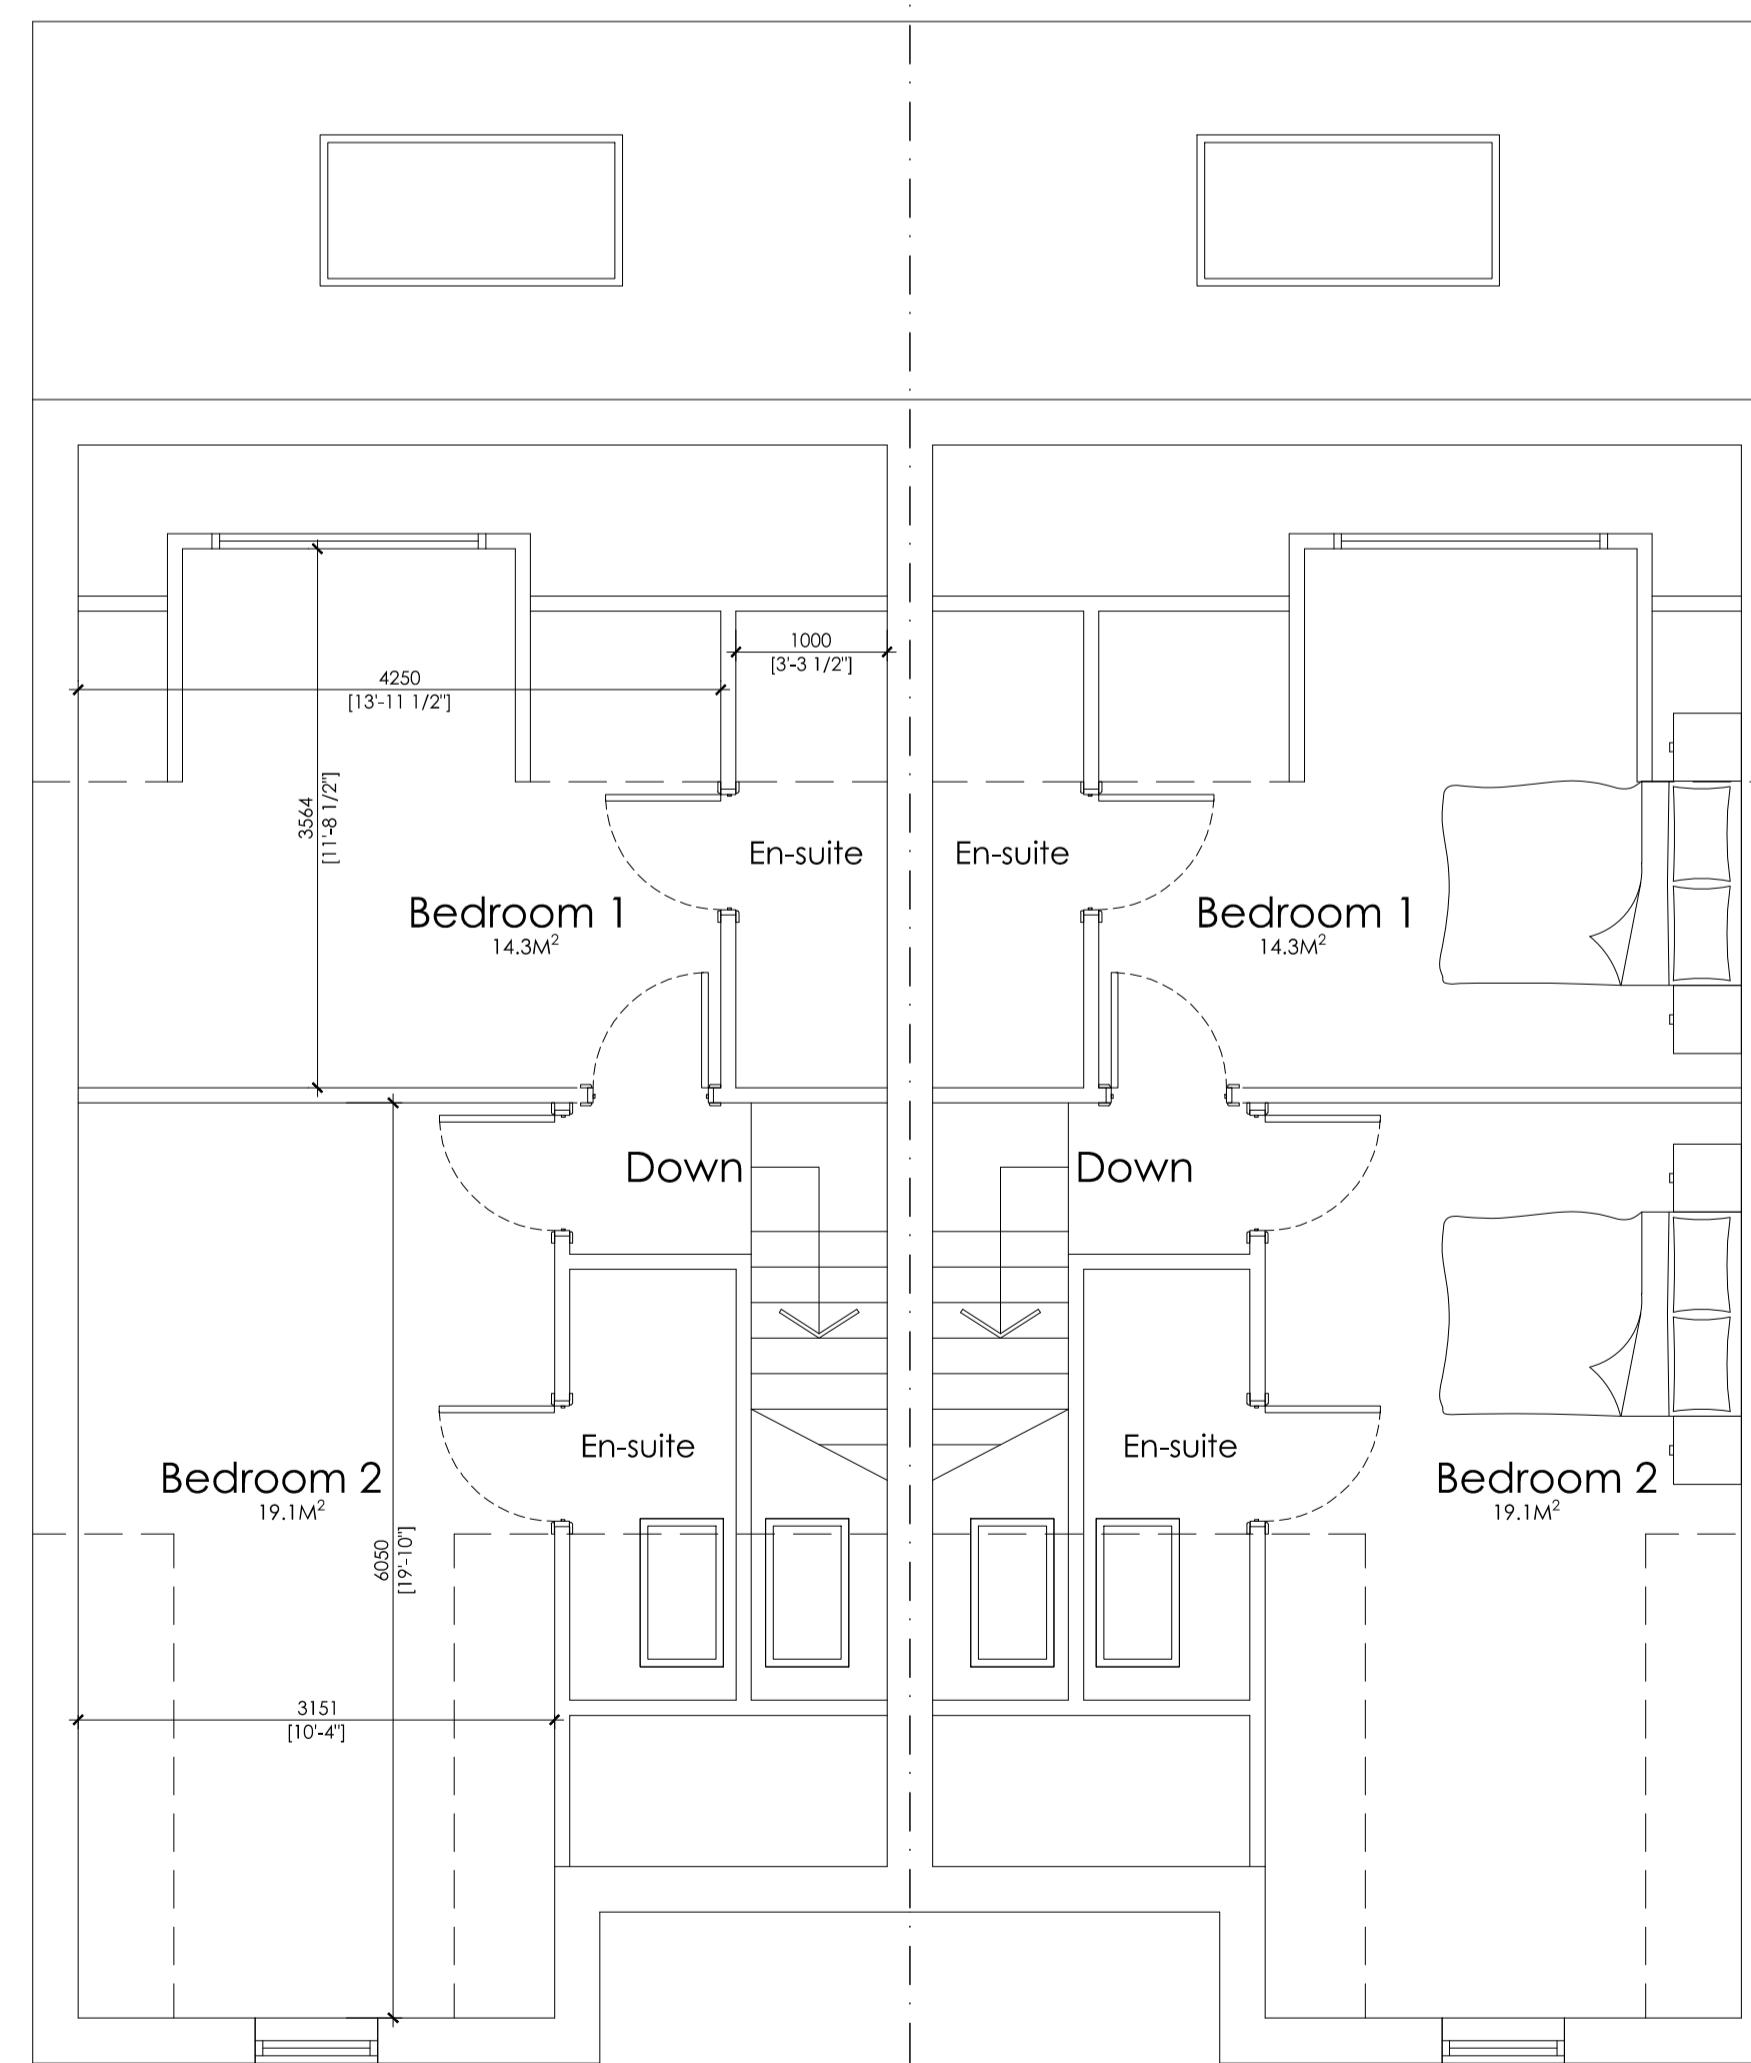 1000
[3'-3 1/2"]
4250
[13'-11 1/2"]
3564
[11'-8 1/2"]
En-suite
En-suite
Bedroom 1
14.3M²
Bedroom 1
14.3M²
Down
Down
En-suite
En-suite
Bedroom 2
19.1M²
Bedroom 2
19.1M²
6050
[19'-10"]
3151
[10'-4"]